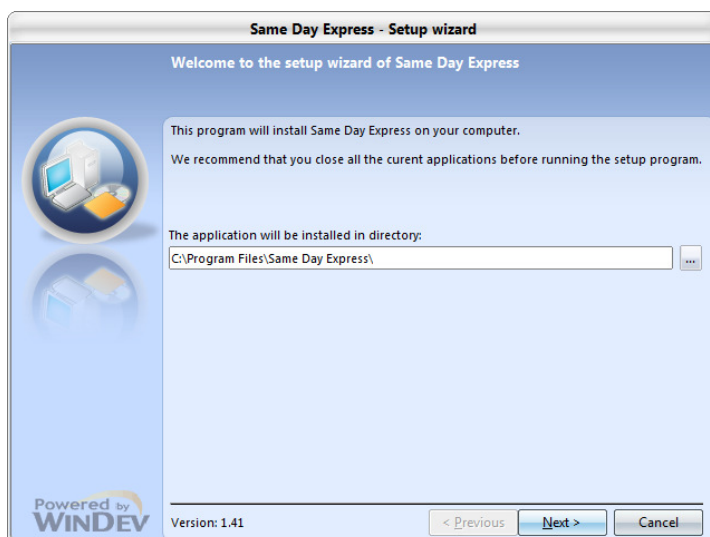 Same Day Express - Setup wizard
Welcome to the setup wizard of Same Day Express
This program will install Same Day Express on your computer.
We recommend that you close all the curent applications before running the setup program.
The application will be installed in directory:
C:\Program Files\Same Day Express\
...
Powered by
WINDEV
Version: 1.41
< Previous
Next >
Cancel